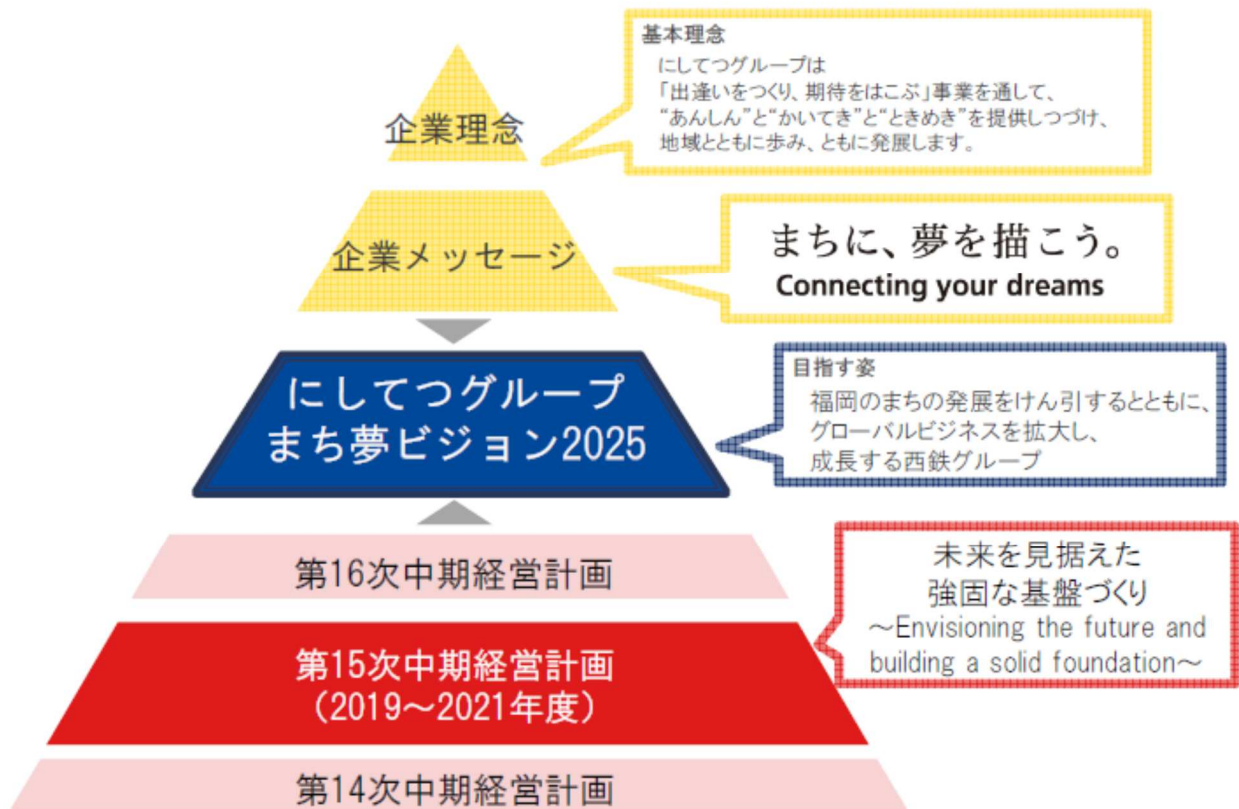 企業理念
基本理念
にしてつグループは
「出逢いをつくり、期待をはこぶ」事業を通して、
“あんしん”と“かいてき”と“ときめき”を提供しつづけ、
地域とともに歩み、ともに発展します。
企業メッセージ
まちに、夢を描こう。
Connecting your dreams
にしてつグループ
まち夢ビジョン2025
目指す姿
福岡のまちの発展をけん引するとともに、
グローバルビジネスを拡大し、
成長する西鉄グループ
第16次中期経営計画
第15次中期経営計画
（2019～2021年度）
未来を見据えた
強固な基盤づくり
～Envisioning the future and
building a solid foundation～
第14次中期経営計画